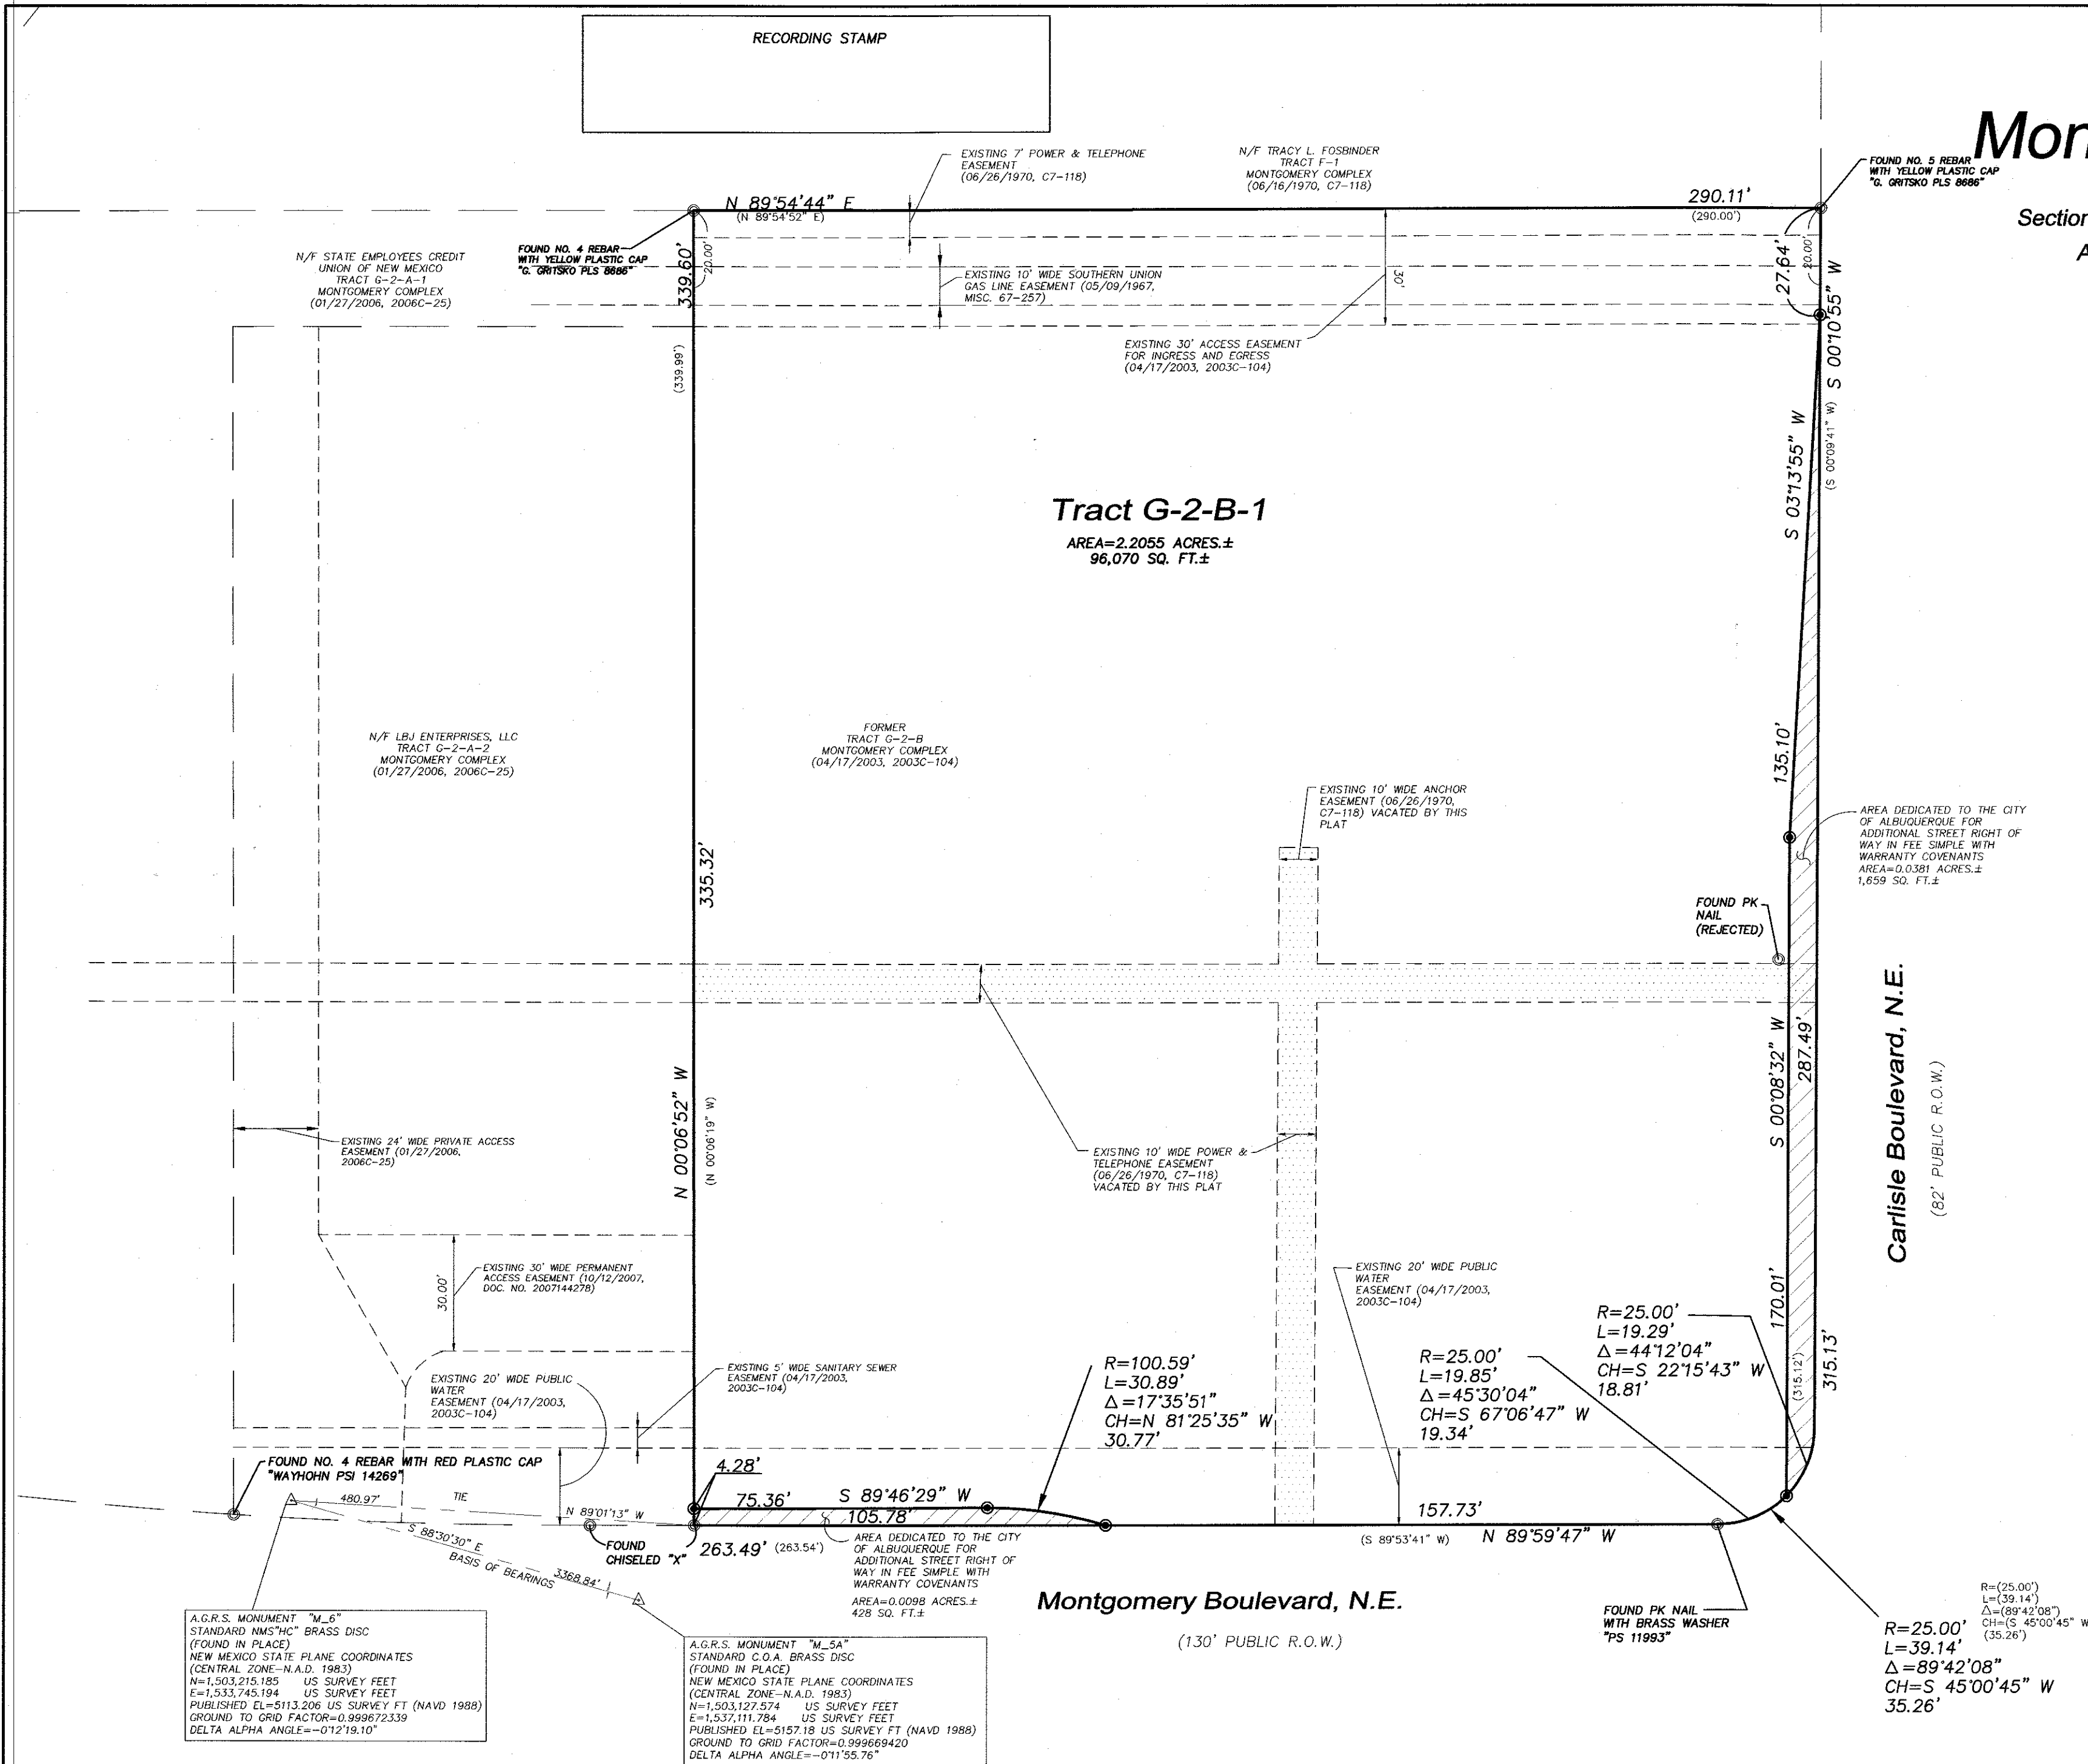 RECORDING STAMP
Mon
Section
A
EXISTING 7' POWER & TELEPHONE
EASEMENT
(06/26/1970, C7-118)
N/F TRACY L. FOSBINDER
TRACT F-1
MONTGOMERY COMPLEX
(06/16/1970, C7-118)
FOUND NO. 5 REBAR
WITH YELLOW PLASTIC CAP
"G. GRITSKO PLS 8686"
N 89°54'44" E
(N 89°54'52" E)
290.11'
(290.00')
N/F STATE EMPLOYEES CREDIT
UNION OF NEW MEXICO
TRACT G-2-A-1
MONTGOMERY COMPLEX
(01/27/2006, 2006C-25)
FOUND NO. 4 REBAR
WITH YELLOW PLASTIC CAP
"G. GRITSKO PLS 8686"
339.60'
20.00'
(339.99')
EXISTING 10' WIDE SOUTHERN UNION
GAS LINE EASEMENT (05/09/1967,
MISC. 67-257)
30'
27.64'
20.00'
S 00°10'55" W
(S 00°09'41" W)
EXISTING 30' ACCESS EASEMENT
FOR INGRESS AND EGRESS
(04/17/2003, 2003C-104)
S 03°13'55" W
135.10'
Tract G-2-B-1
AREA=2.2055 ACRES.±
96,070 SQ. FT.±
N/F LBJ ENTERPRISES, LLC
TRACT G-2-A-2
MONTGOMERY COMPLEX
(01/27/2006, 2006C-25)
FORMER
TRACT G-2-B
MONTGOMERY COMPLEX
(04/17/2003, 2003C-104)
EXISTING 10' WIDE ANCHOR
EASEMENT (06/26/1970,
C7-118) VACATED BY THIS
PLAT
AREA DEDICATED TO THE CITY
OF ALBUQUERQUE FOR
ADDITIONAL STREET RIGHT OF
WAY IN FEE SIMPLE WITH
WARRANTY COVENANTS
AREA=0.0381 ACRES.±
1,659 SQ. FT.±
335.32'
FOUND PK
NAIL
(REJECTED)
N 00°06'52" W
(N 00°06'19" W)
S 00°08'32" W
287.49'
170.01'
315.13'
(315.12')
Carlisle Boulevard, N.E.
(82' PUBLIC R.O.W.)
EXISTING 24' WIDE PRIVATE ACCESS
EASEMENT (01/27/2006,
2006C-25)
EXISTING 10' WIDE POWER &
TELEPHONE EASEMENT
(06/26/1970, C7-118)
VACATED BY THIS PLAT
30.00'
EXISTING 30' WIDE PERMANENT
ACCESS EASEMENT (10/12/2007,
DOC. NO. 2007144278)
EXISTING 20' WIDE PUBLIC
WATER
EASEMENT (04/17/2003,
2003C-104)
R=25.00'
L=19.29'
Δ=44°12'04"
CH=S 22°15'43" W
18.81'
R=25.00'
L=19.85'
Δ=45°30'04"
CH=S 67°06'47" W
19.34'
R=100.59'
L=30.89'
Δ=17°35'51"
CH=N 81°25'35" W
30.77'
EXISTING 5' WIDE SANITARY SEWER
EASEMENT (04/17/2003,
2003C-104)
EXISTING 20' WIDE PUBLIC
WATER
EASEMENT (04/17/2003,
2003C-104)
FOUND NO. 4 REBAR WITH RED PLASTIC CAP
"WAYHOHN PSI 14269"
4.28'
480.97'
TIE
N 89°01'13" W
75.36'
S 89°46'29" W
105.78'
157.73'
S 88°30'30" E
BASIS OF BEARINGS
3368.84'
FOUND
CHISELED "X"
263.49' (263.54')
(S 89°53'41" W)
N 89°59'47" W
AREA DEDICATED TO THE CITY
OF ALBUQUERQUE FOR
ADDITIONAL STREET RIGHT OF
WAY IN FEE SIMPLE WITH
WARRANTY COVENANTS
AREA=0.0098 ACRES.±
428 SQ. FT.±
Montgomery Boulevard, N.E.
(130' PUBLIC R.O.W.)
FOUND PK NAIL
WITH BRASS WASHER
"PS 11993"
R=(25.00')
L=(39.14')
Δ=(89°42'08")
CH=(S 45°00'45" W
(35.26')
R=25.00'
L=39.14'
Δ=89°42'08"
CH=S 45°00'45" W
35.26'
A.G.R.S. MONUMENT "M_6"
STANDARD NMS"HC" BRASS DISC
(FOUND IN PLACE)
NEW MEXICO STATE PLANE COORDINATES
(CENTRAL ZONE-N.A.D. 1983)
N=1,503,215.185 US SURVEY FEET
E=1,533,745.194 US SURVEY FEET
PUBLISHED EL=5113.206 US SURVEY FT (NAVD 1988)
GROUND TO GRID FACTOR=0.999672339
DELTA ALPHA ANGLE=-0°12'19.10"
A.G.R.S. MONUMENT "M_5A"
STANDARD C.O.A. BRASS DISC
(FOUND IN PLACE)
NEW MEXICO STATE PLANE COORDINATES
(CENTRAL ZONE-N.A.D. 1983)
N=1,503,127.574 US SURVEY FEET
E=1,537,111.784 US SURVEY FEET
PUBLISHED EL=5157.18 US SURVEY FT (NAVD 1988)
GROUND TO GRID FACTOR=0.999669420
DELTA ALPHA ANGLE=-0°11'55.76"